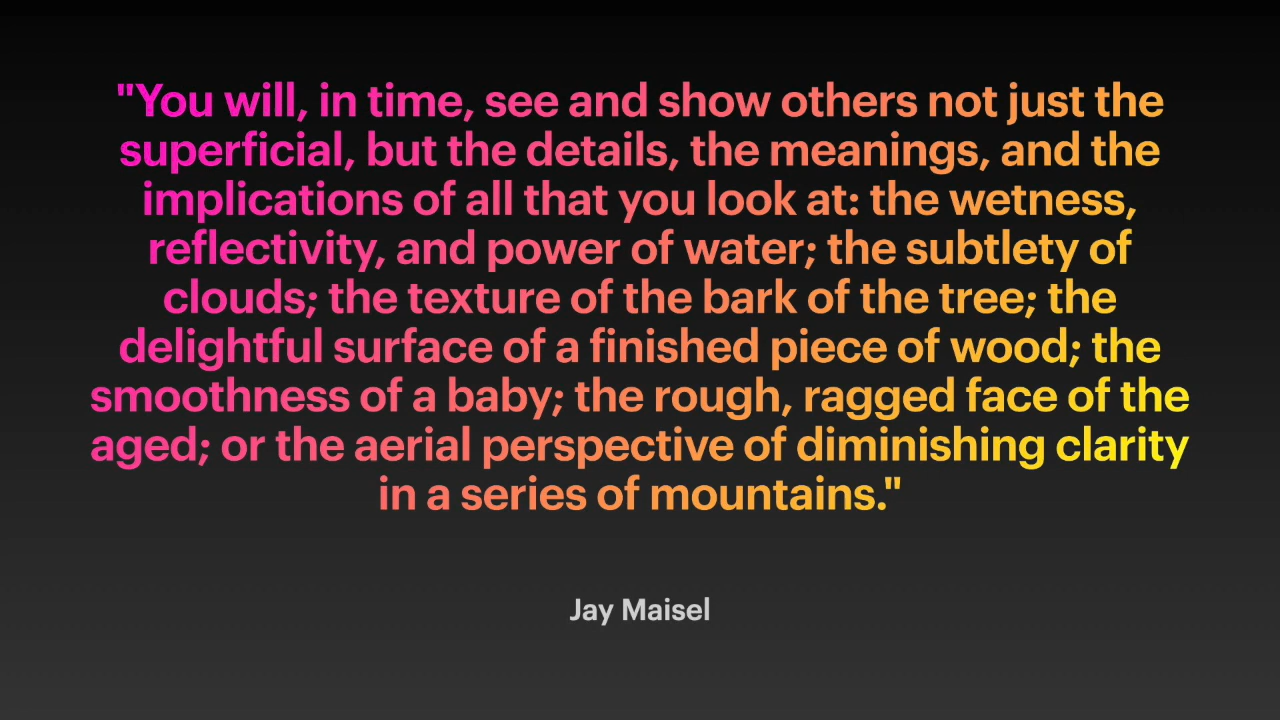 "You will, in time, see and show others not just the
superficial, but the details, the meanings, and the
implications of all that you look at: the wetness,
reflectivity, and power of water; the subtlety of
clouds; the texture of the bark of the tree; the
delightful surface of a finished piece of wood; the
smoothness of a baby; the rough, ragged face of the
aged; or the aerial perspective of diminishing clarity
in a series of mountains."
Jay Maisel